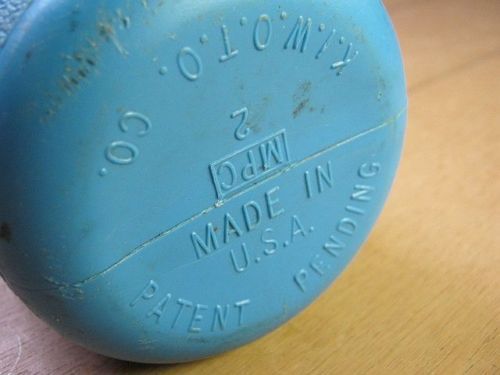 K.I.W.O.T.O. CO.
2
MPC
MADE IN
U.S.A.
PATENT PENDING